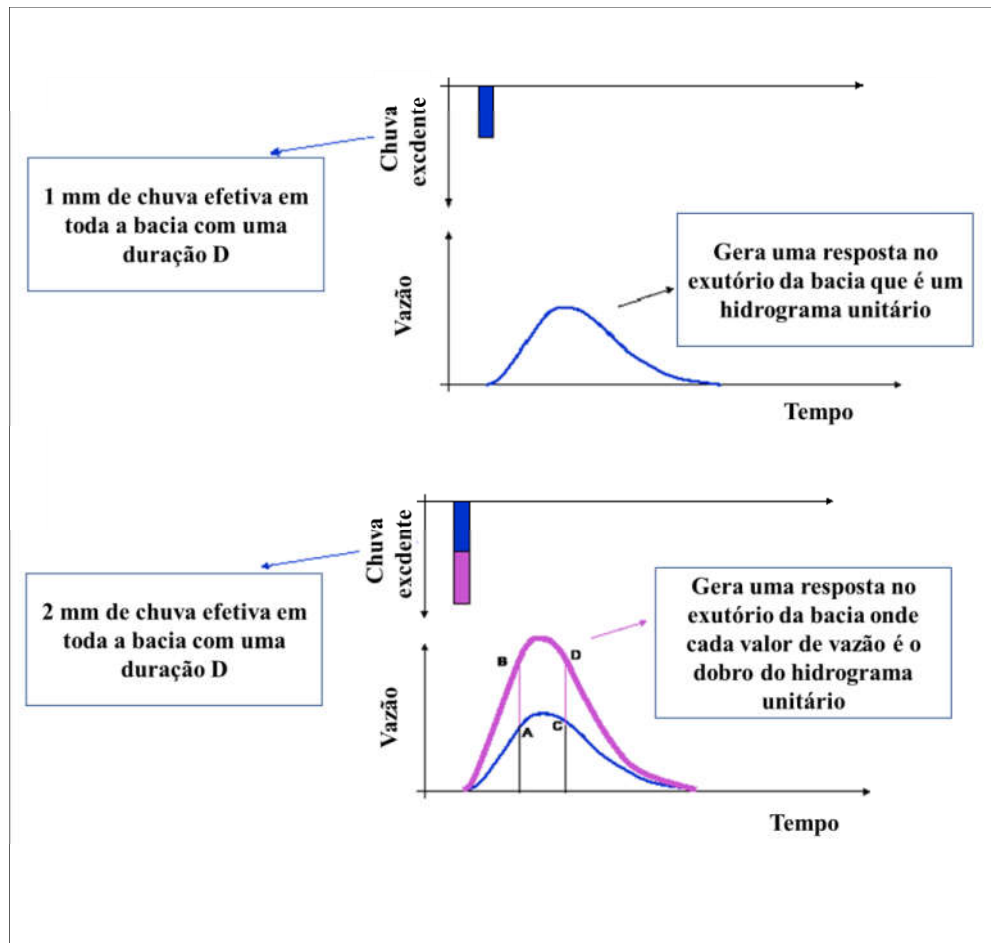 Chuva
excdente
1 mm de chuva efetiva em
toda a bacia com uma
duração D
Gera uma resposta no
exutório da bacia que é um
hidrograma unitário
Vazão
Tempo
Chuva
excdente
2 mm de chuva efetiva em
toda a bacia com uma
duração D
Gera uma resposta no
exutório da bacia onde
cada valor de vazão é o
dobro do hidrograma
unitário
B
D
A
C
Vazão
Tempo